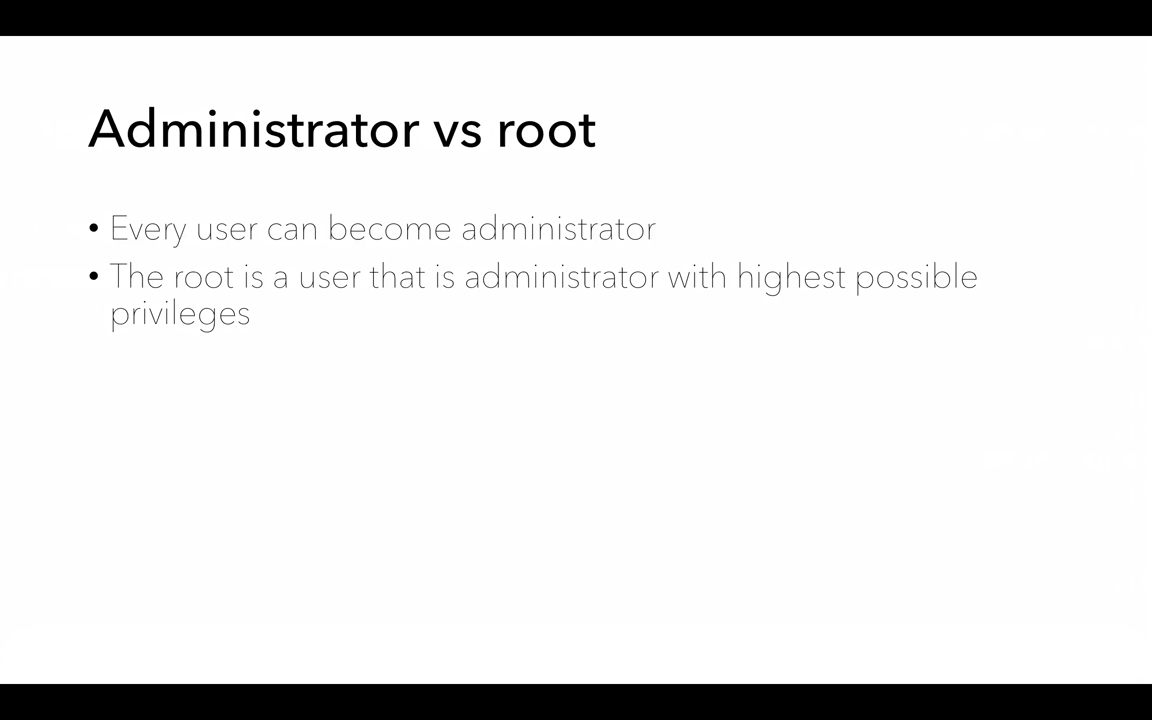 Administrator vs root
• Every user can become administrator
• The root is a user that is administrator with highest possible
privileges